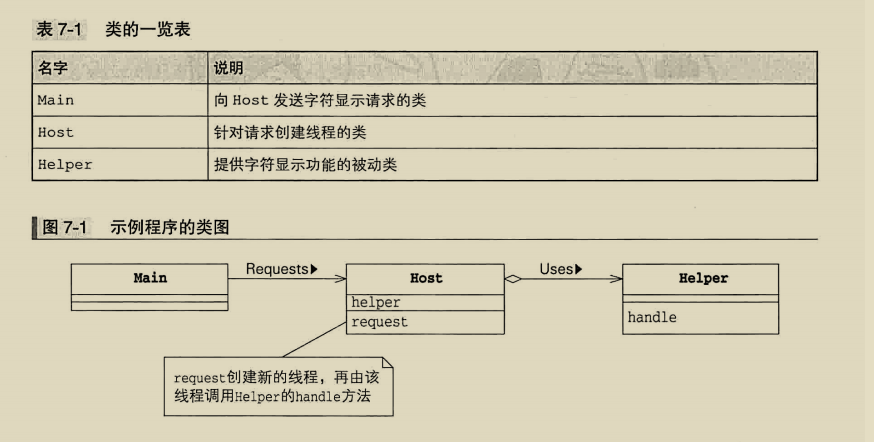 表 7-1 类的一览表
名字 说明
Main 向 Host 发送字符显示请求的类
Host 针对请求创建线程的类
Helper 提供字符显示功能的被动类
图 7-1 示例程序的类图
Main Requests▶ Host Uses▶ Helper
helper
request handle
request创建新的线程，再由该
线程调用Helper的handle方法